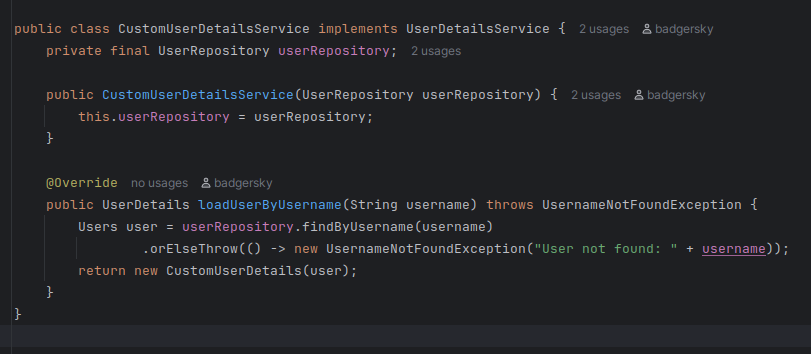 public class CustomUserDetailsService implements UserDetailsService {  2 usages  badgersky
    private final UserRepository userRepository;  2 usages

    public CustomUserDetailsService(UserRepository userRepository) {  2 usages  badgersky
        this.userRepository = userRepository;
    }

    @Override  no usages  badgersky
    public UserDetails loadUserByUsername(String username) throws UsernameNotFoundException {
        Users user = userRepository.findByUsername(username)
                .orElseThrow(() -> new UsernameNotFoundException("User not found: " + username));
        return new CustomUserDetails(user);
    }
}